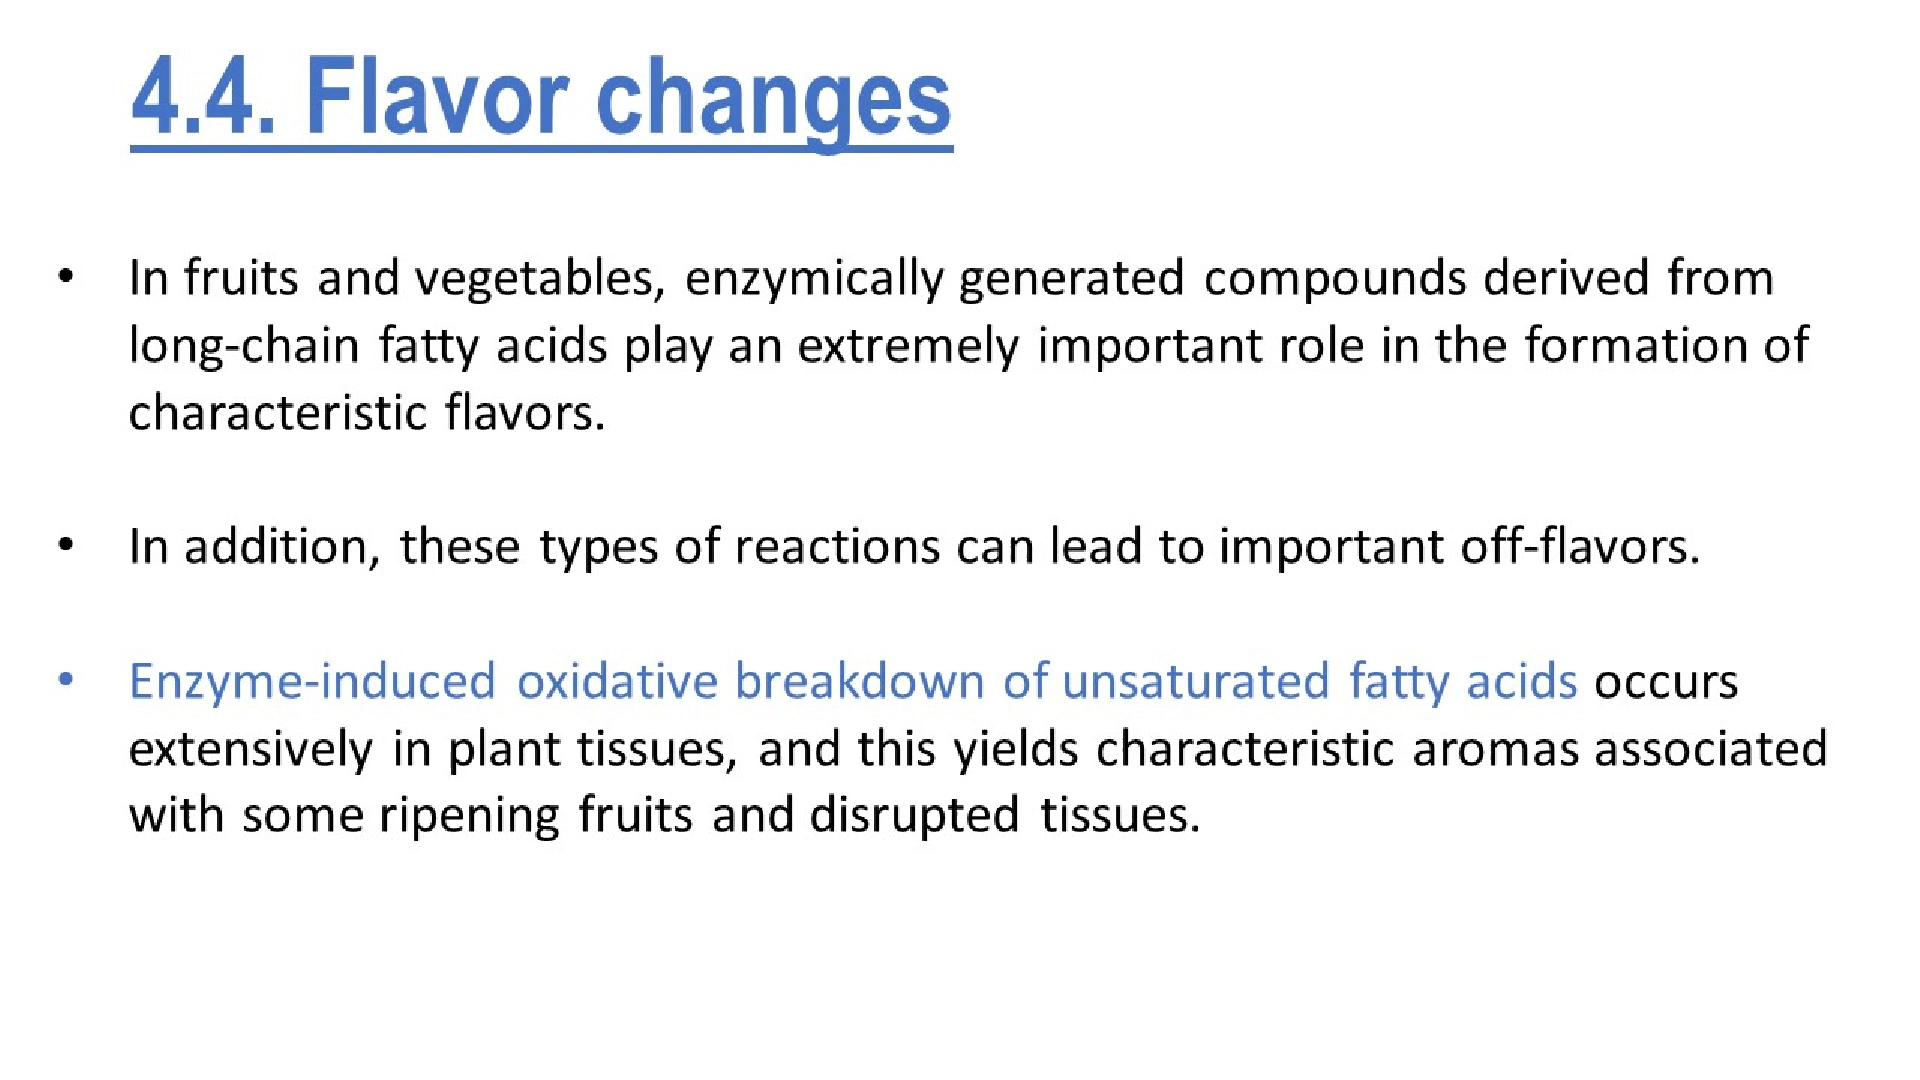 4.4. Flavor changes
• In fruits and vegetables, enzymically generated compounds derived from
long-chain fatty acids play an extremely important role in the formation of
characteristic flavors.
• In addition, these types of reactions can lead to important off-flavors.
• Enzyme-induced oxidative breakdown of unsaturated fatty acids occurs
extensively in plant tissues, and this yields characteristic aromas associated
with some ripening fruits and disrupted tissues.